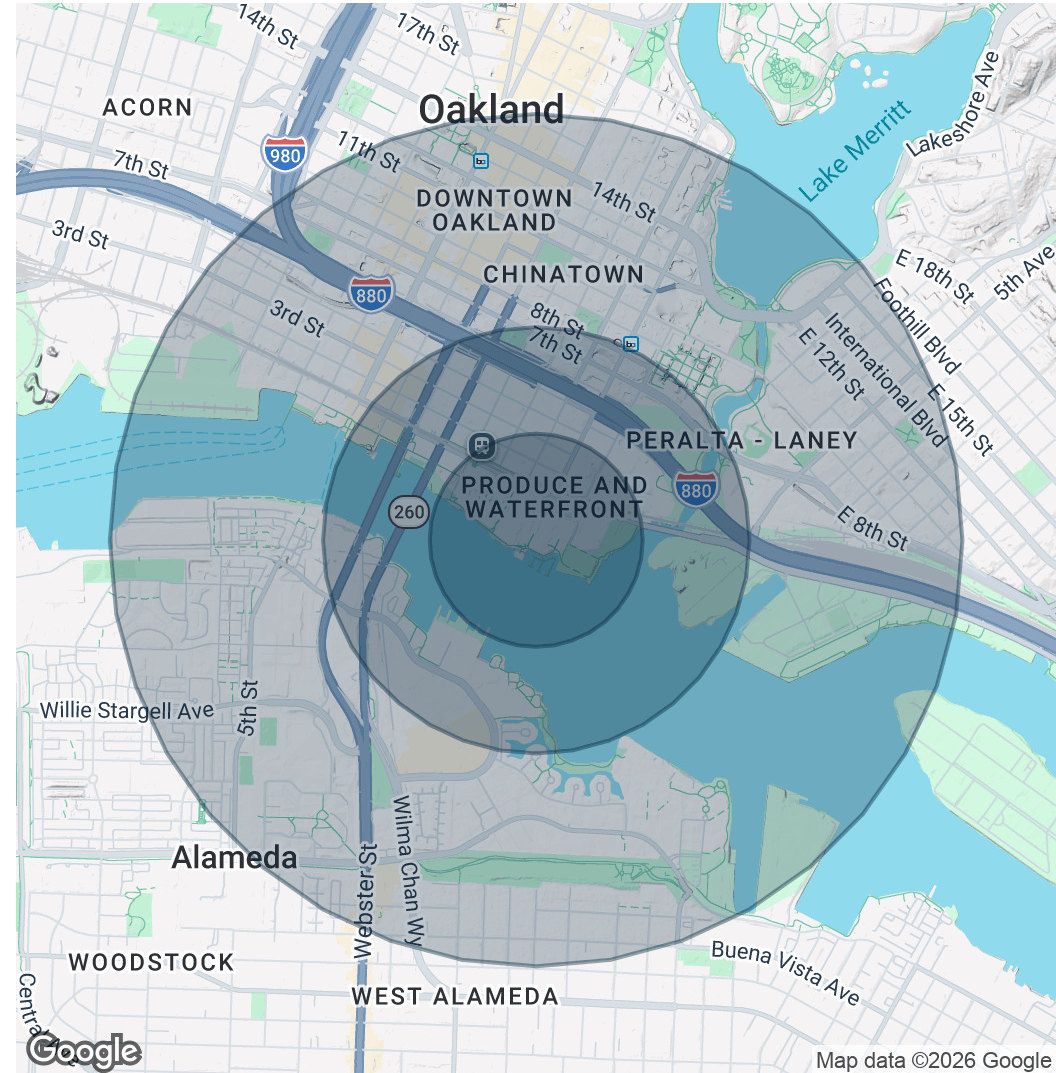 14th St
17th St
ACORN
Oakland
980
11th St
7th St
Lake Merritt
Lakeshore Ave
14th St
DOWNTOWN
OAKLAND
3rd St
CHINATOWN
E 18th St
5th Ave
880
3rd St
8th St
7th St
Foothill Blvd
International Blvd
E 12th St
E 15th St
PERALTA - LANEY
PRODUCE AND
WATERFRONT
880
260
E 8th St
Willie Stargell Ave
5th St
Alameda
Webster St
Wilma Chan Wy
WOODSTOCK
Buena Vista Ave
WEST ALAMEDA
Central Ave
Google
Map data ©2026 Google